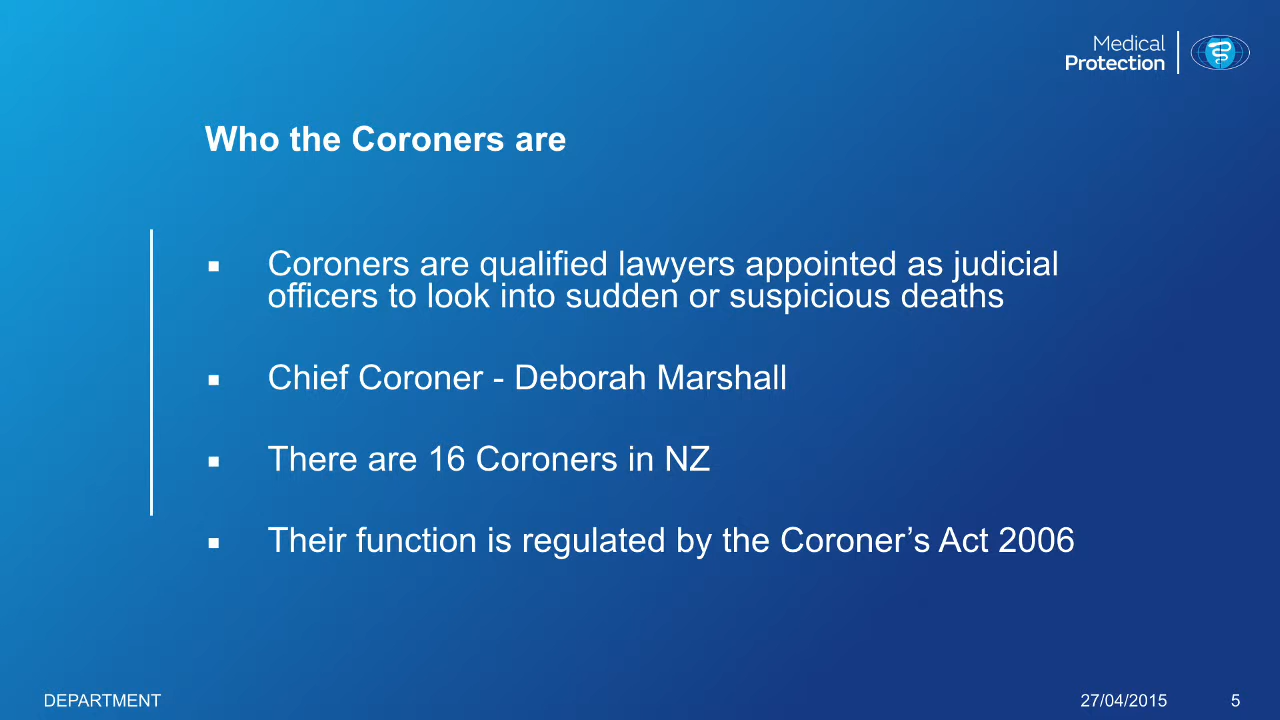 Medical
Protection
Who the Coroners are
▪ Coroners are qualified lawyers appointed as judicial
officers to look into sudden or suspicious deaths
▪ Chief Coroner - Deborah Marshall
▪ There are 16 Coroners in NZ
▪ Their function is regulated by the Coroner’s Act 2006
DEPARTMENT
27/04/2015
5